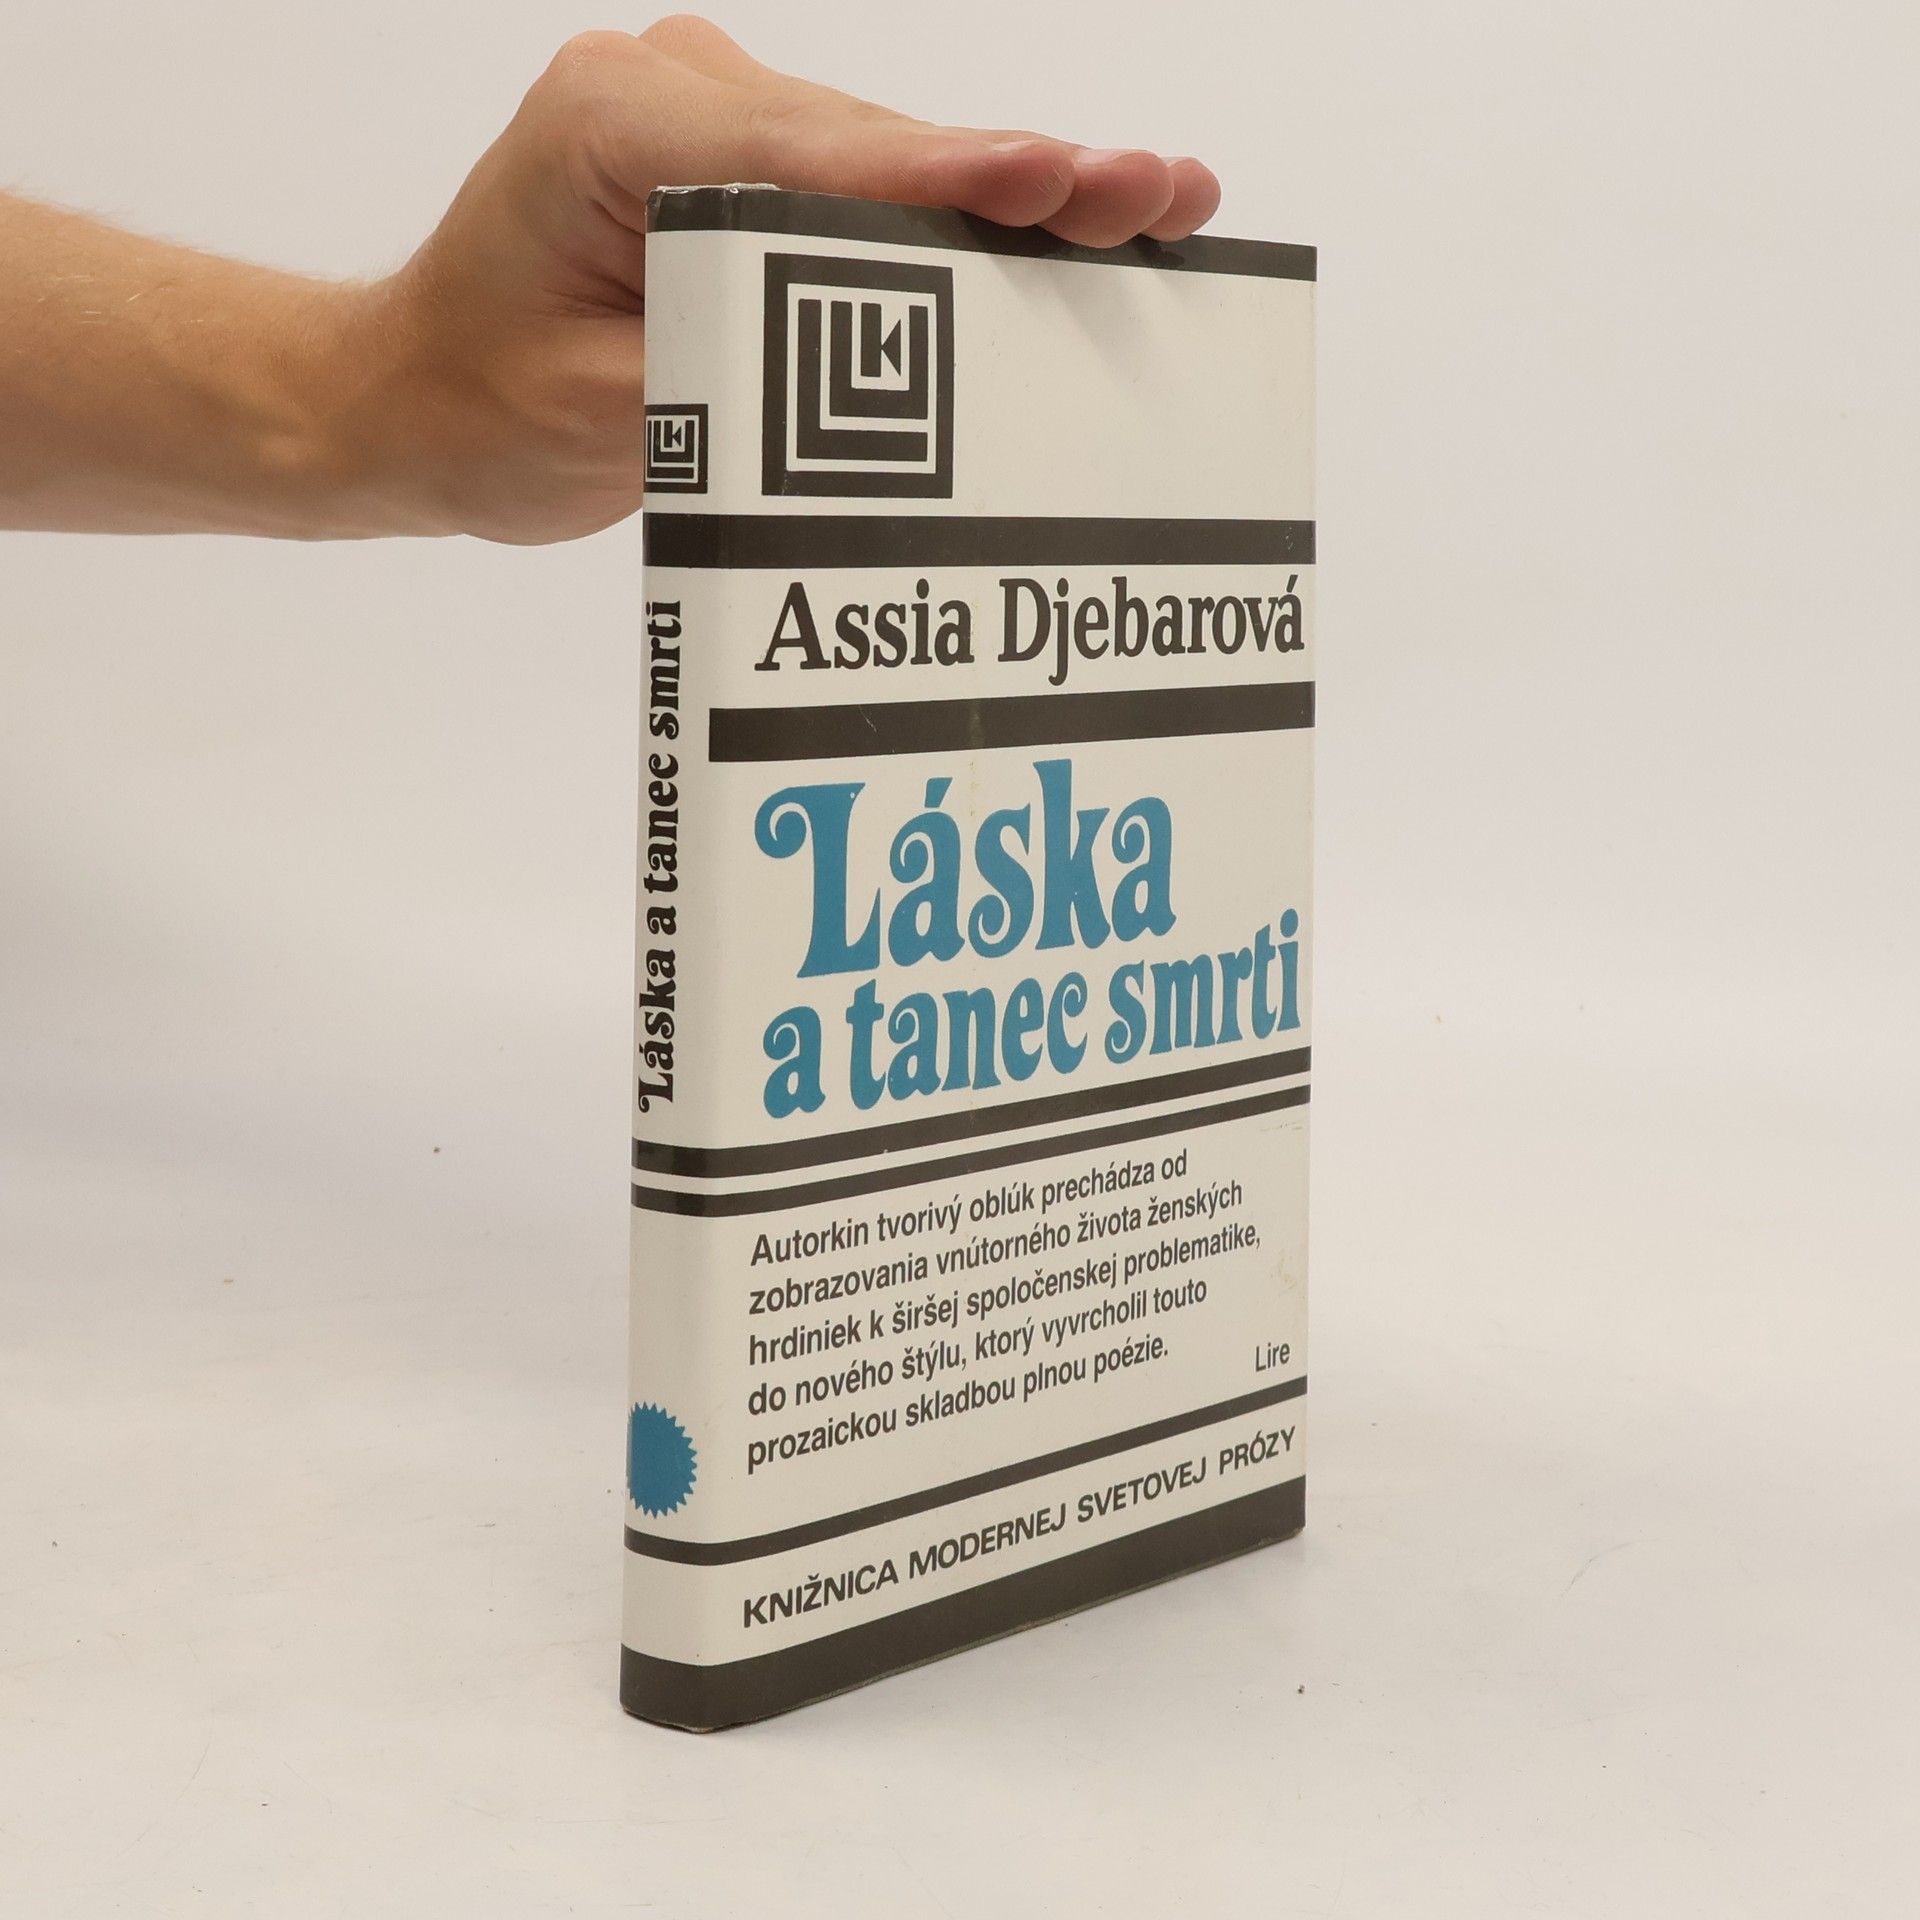 Láska a tanec smrti
Assia Djebarová
Láska
a tanec smrti
Autorkin tvorivý oblúk prechádza od
zobrazovania vnútorného života ženských
hrdiniek k širšej spoločenskej problematike,
do nového štýlu, ktorý vyvrcholil touto
prozaickou skladbou plnou poézie.
Lire
KNIŽNICA MODERNEJ SVETOVEJ PRÓZY